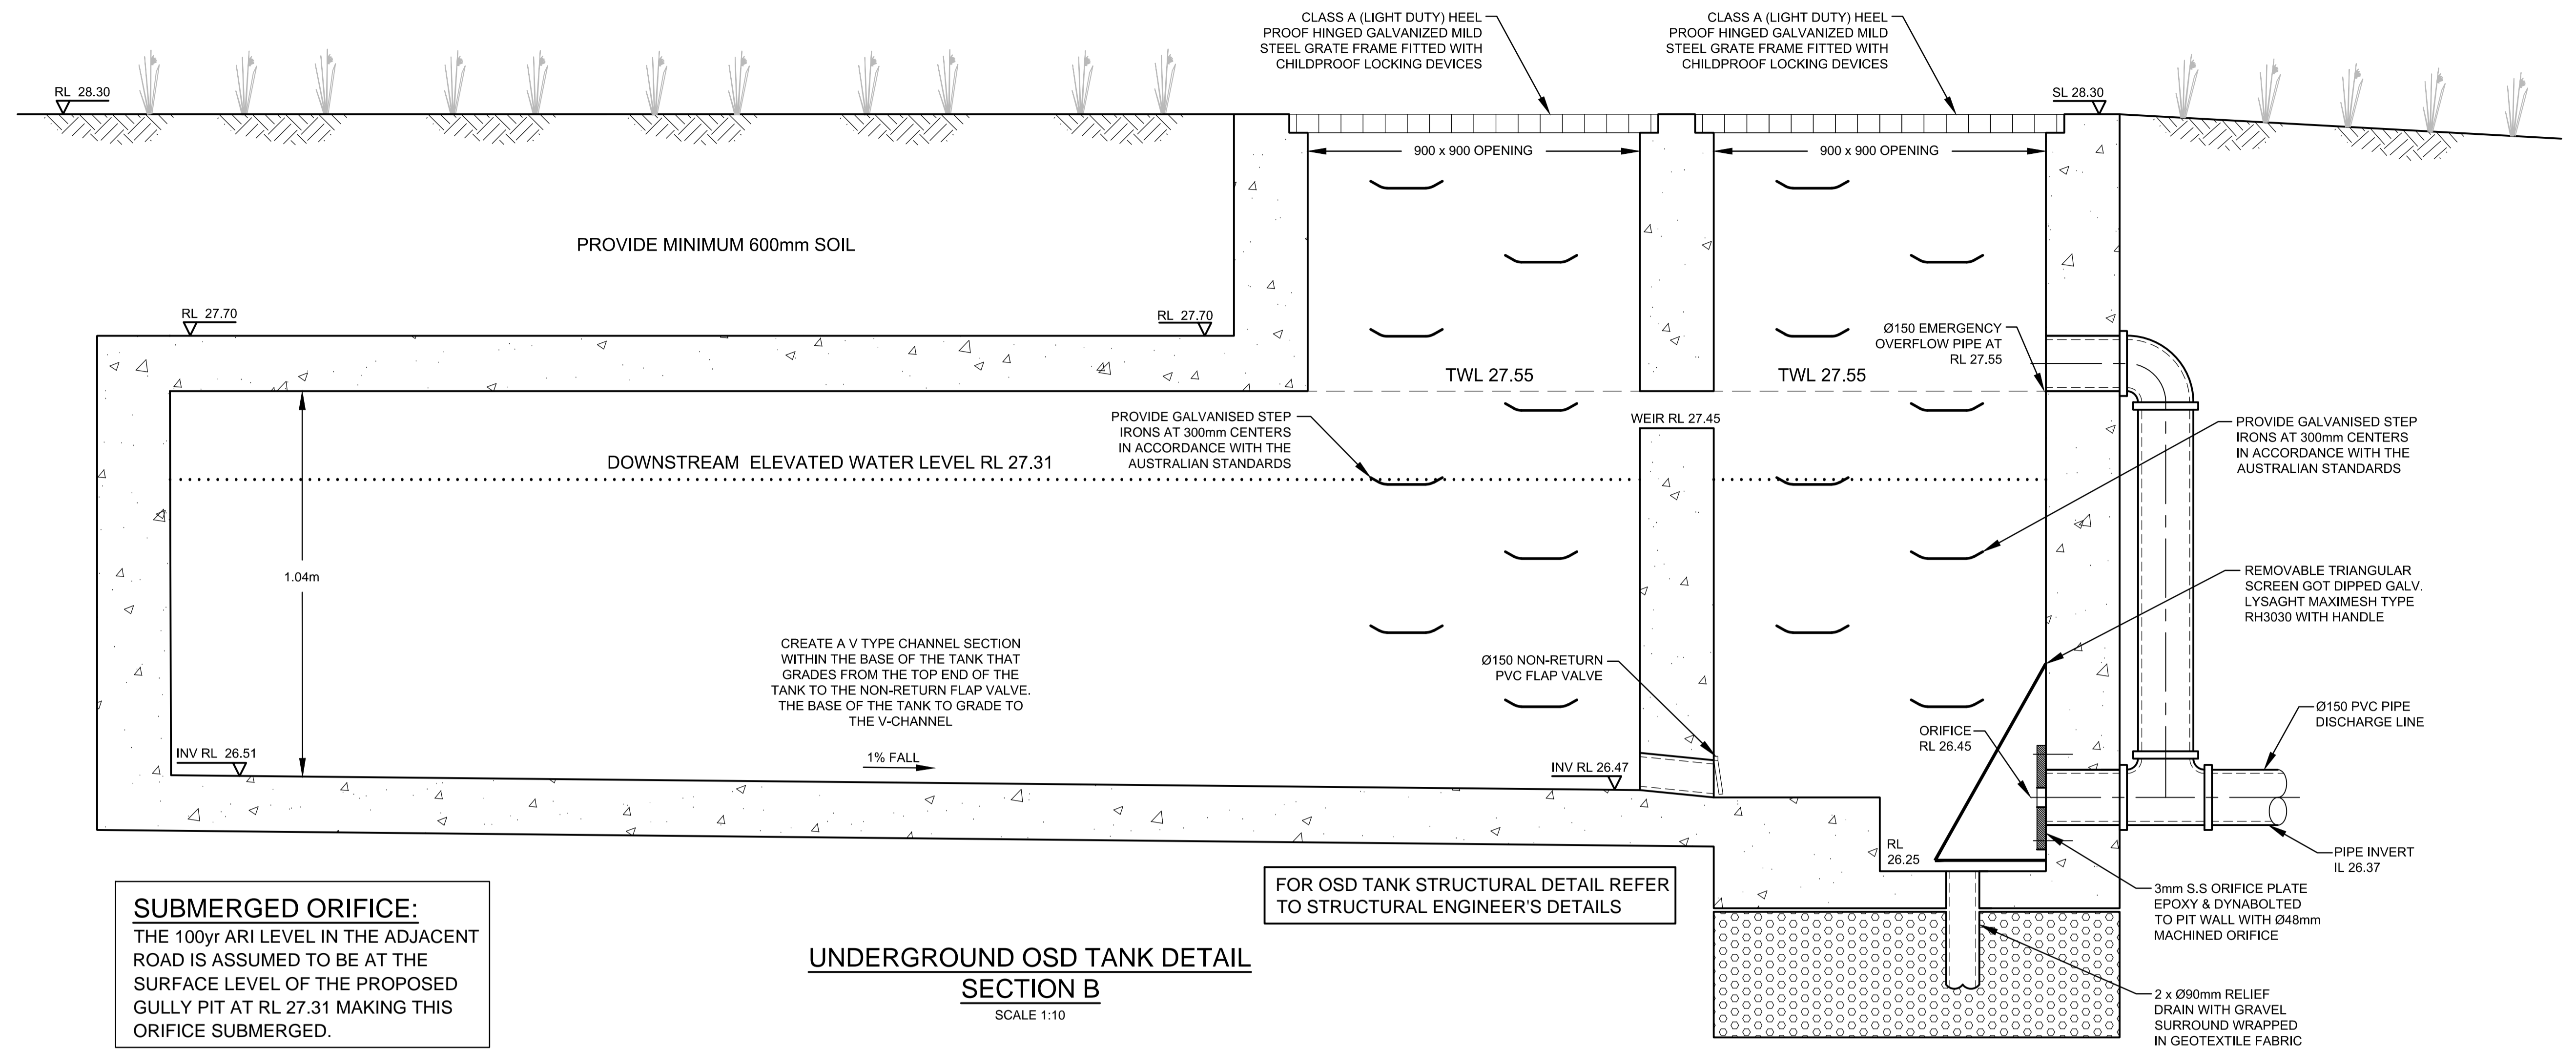 CLASS A (LIGHT DUTY) HEEL
PROOF HINGED GALVANIZED MILD
STEEL GRATE FRAME FITTED WITH
CHILDPROOF LOCKING DEVICES
CLASS A (LIGHT DUTY) HEEL
PROOF HINGED GALVANIZED MILD
STEEL GRATE FRAME FITTED WITH
CHILDPROOF LOCKING DEVICES
RL 28.30
SL 28.30
900 x 900 OPENING
900 x 900 OPENING
PROVIDE MINIMUM 600mm SOIL
RL 27.70
RL 27.70
Ø150 EMERGENCY
OVERFLOW PIPE AT
RL 27.55
TWL 27.55
TWL 27.55
PROVIDE GALVANISED STEP
IRONS AT 300mm CENTERS
IN ACCORDANCE WITH THE
AUSTRALIAN STANDARDS
WEIR RL 27.45
PROVIDE GALVANISED STEP
IRONS AT 300mm CENTERS
IN ACCORDANCE WITH THE
AUSTRALIAN STANDARDS
DOWNSTREAM ELEVATED WATER LEVEL RL 27.31
1.04m
REMOVABLE TRIANGULAR
SCREEN GOT DIPPED GALV.
LYSAGHT MAXIMESH TYPE
RH3030 WITH HANDLE
CREATE A V TYPE CHANNEL SECTION
WITHIN THE BASE OF THE TANK THAT
GRADES FROM THE TOP END OF THE
TANK TO THE NON-RETURN FLAP VALVE.
THE BASE OF THE TANK TO GRADE TO
THE V-CHANNEL
Ø150 NON-RETURN
PVC FLAP VALVE
Ø150 PVC PIPE
DISCHARGE LINE
ORIFICE
RL 26.45
INV RL 26.51
1% FALL
INV RL 26.47
RL
26.25
PIPE INVERT
IL 26.37
SUBMERGED ORIFICE:
THE 100yr ARI LEVEL IN THE ADJACENT
ROAD IS ASSUMED TO BE AT THE
SURFACE LEVEL OF THE PROPOSED
GULLY PIT AT RL 27.31 MAKING THIS
ORIFICE SUBMERGED.
FOR OSD TANK STRUCTURAL DETAIL REFER
TO STRUCTURAL ENGINEER'S DETAILS
3mm S.S ORIFICE PLATE
EPOXY & DYNABOLTED
TO PIT WALL WITH Ø48mm
MACHINED ORIFICE
UNDERGROUND OSD TANK DETAIL
SECTION B
SCALE 1:10
2 x Ø90mm RELIEF
DRAIN WITH GRAVEL
SURROUND WRAPPED
IN GEOTEXTILE FABRIC